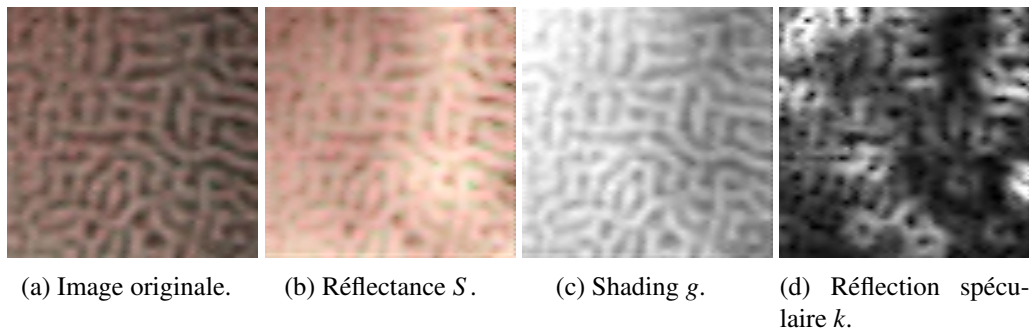 (a) Image originale.
(b) Réflectance S.
(c) Shading g.
(d) Réflection spécu-
laire k.